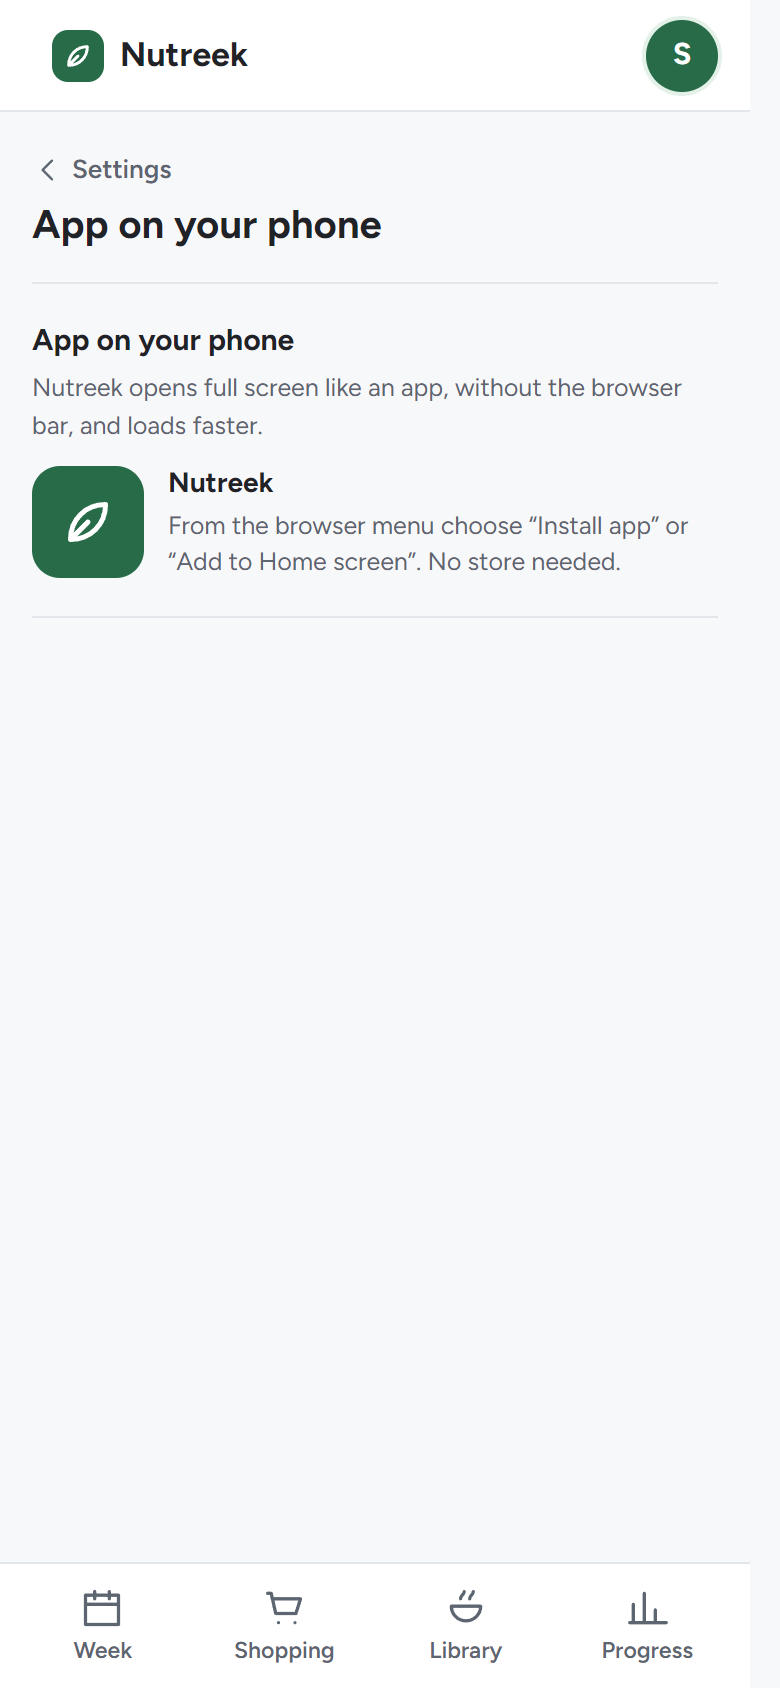 Nutreek
S
Settings
App on your phone
App on your phone
Nutreek opens full screen like an app, without the browser
bar, and loads faster.
Nutreek
From the browser menu choose “Install app” or
“Add to Home screen”. No store needed.
Week
Shopping
Library
Progress